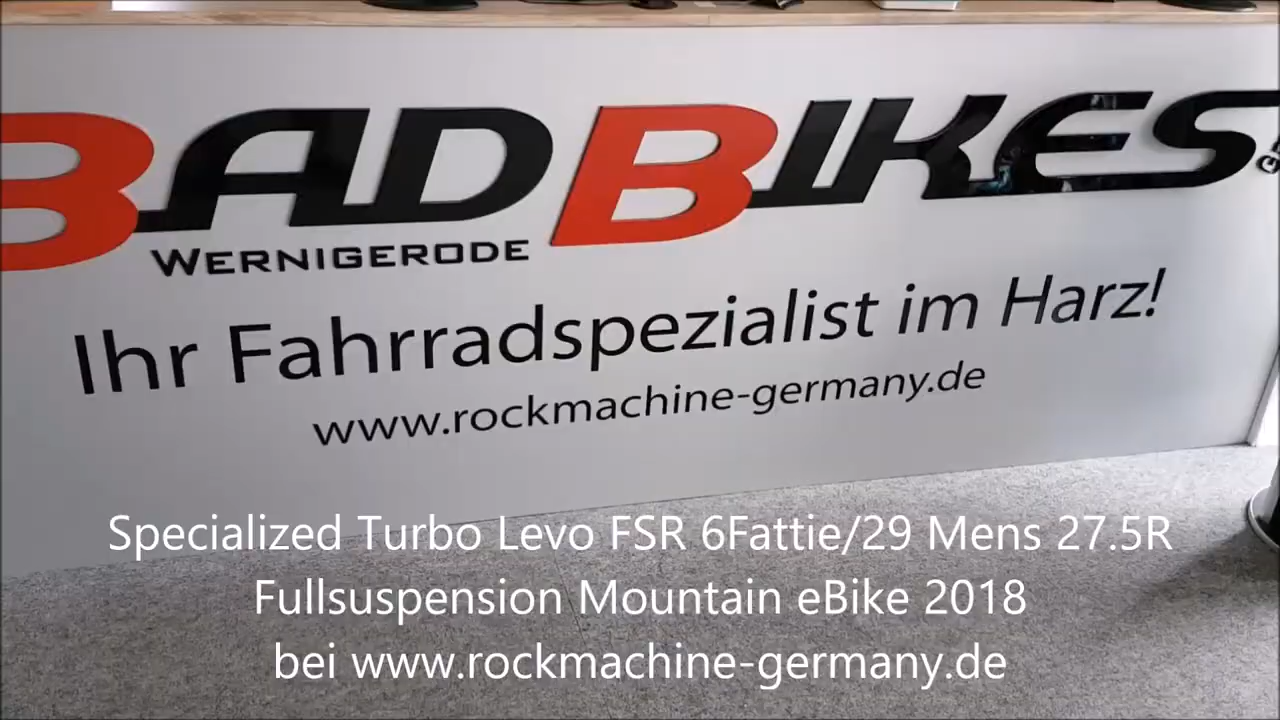 BADBIKES
WERNIGERODE
Ihr Fahrradspezialist im Harz!
www.rockmachine-germany.de
Specialized Turbo Levo FSR 6Fattie/29 Mens 27.5R
Fullsuspension Mountain eBike 2018
bei www.rockmachine-germany.de